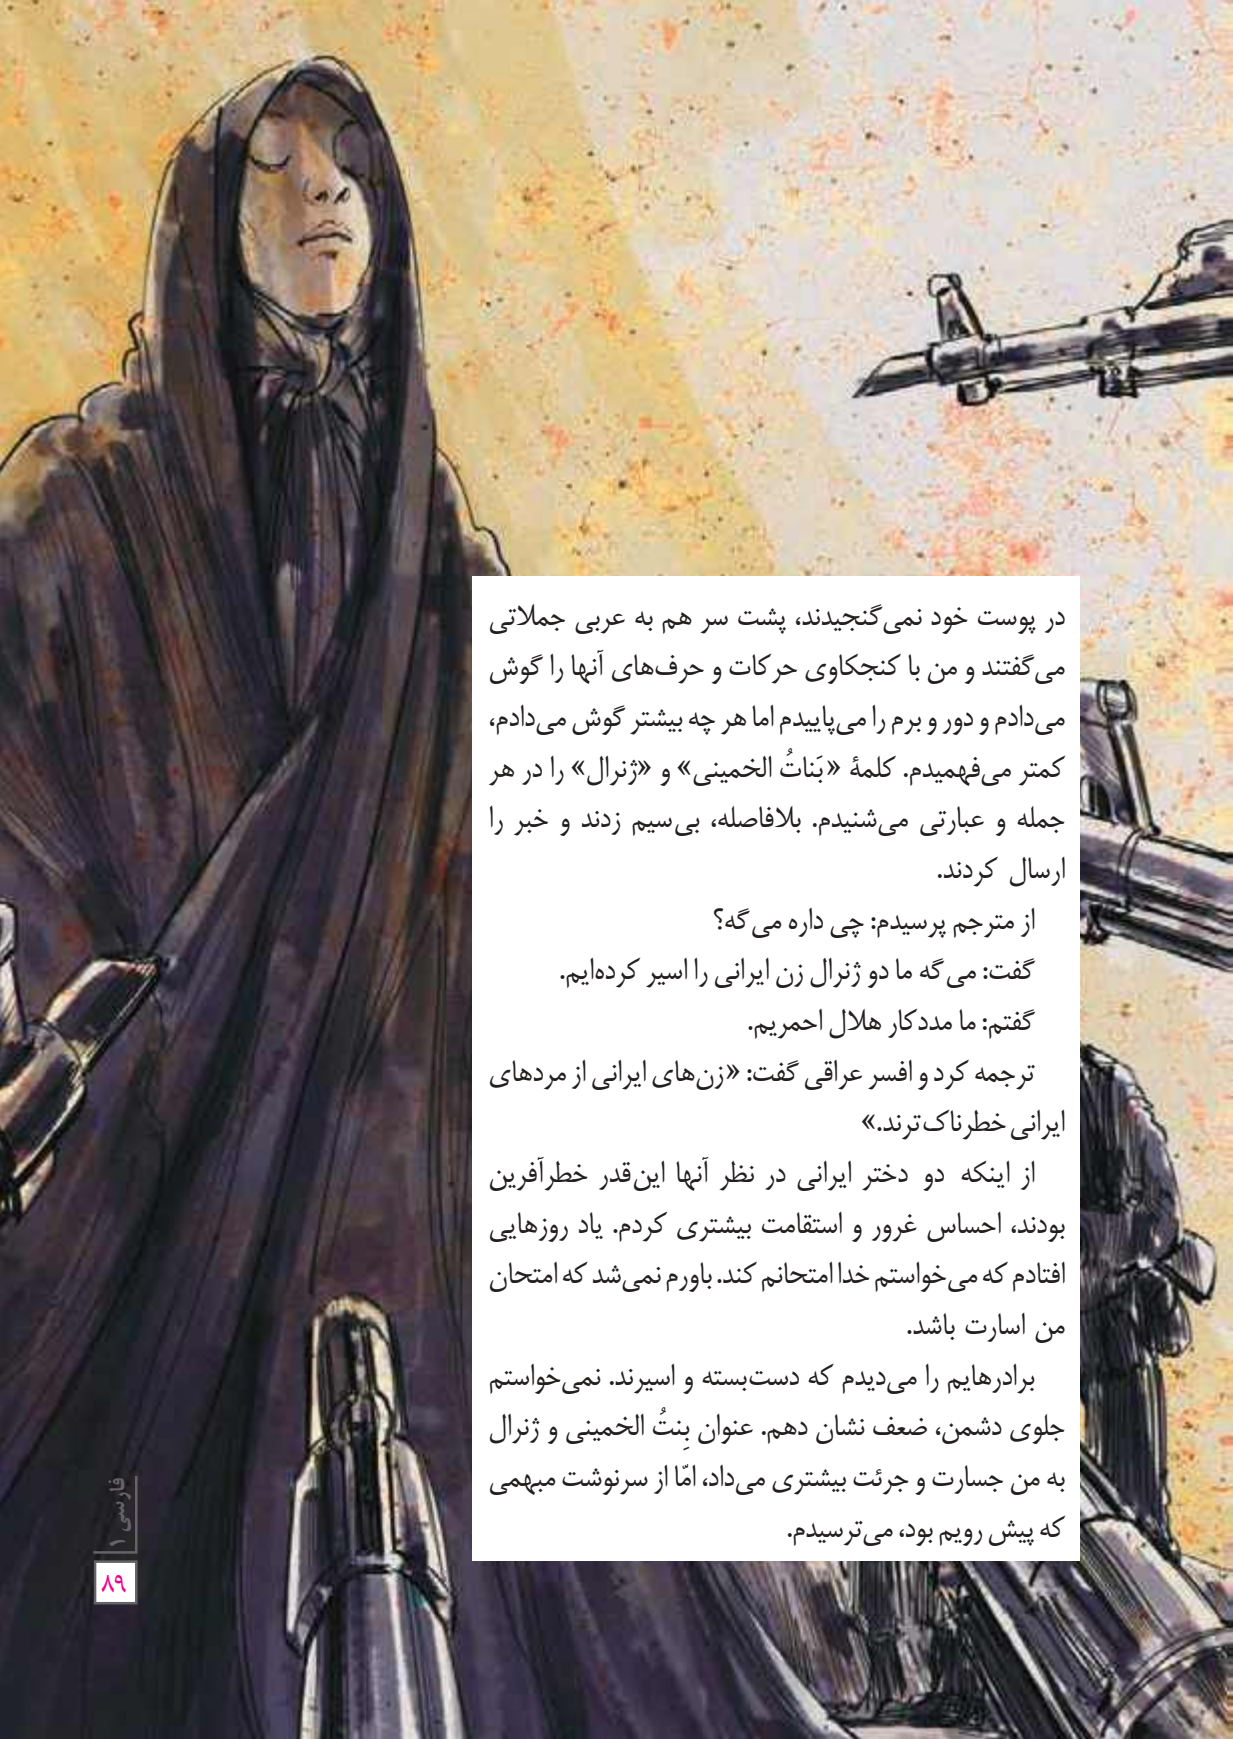 در پوست خود نمی‌گنجیدند، پشت سر هم به عربی جملاتی
می‌گفتند و من با کنجکاوی حرکات و حرف‌های آنها را گوش
می‌دادم و دور و برم را می‌پاییدم اما هر چه بیشتر گوش می‌دادم،
کمتر می‌فهمیدم. کلمهٔ «بَناتُ الخمینی» و «ژنرال» را در هر
جمله و عبارتی می‌شنیدم. بلافاصله، بی‌سیم زدند و خبر را
ارسال کردند.
از مترجم پرسیدم: چی داره می‌گه؟
گفت: می‌گه ما دو ژنرال زن ایرانی را اسیر کرده‌ایم.
گفتم: ما مددکار هلال احمریم.
ترجمه کرد و افسر عراقی گفت: «زن‌های ایرانی از مردهای
ایرانی خطرناک‌ترند.»
از اینکه دو دختر ایرانی در نظر آنها این‌قدر خطرآفرین
بودند، احساس غرور و استقامت بیشتری کردم. یاد روزهایی
افتادم که می‌خواستم خدا امتحانم کند. باورم نمی‌شد که امتحان
من اسارت باشد.
برادرهایم را می‌دیدم که دست‌بسته و اسیرند. نمی‌خواستم
جلوی دشمن، ضعف نشان دهم. عنوان بِنتُ الخمینی و ژنرال
به من جسارت و جرئت بیشتری می‌داد، امّا از سرنوشت مبهمی
که پیش رویم بود، می‌ترسیدم.
فارسی ۱
۸۹